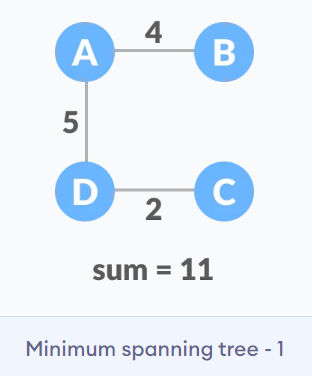 4
A B
5
D C
2
sum = 11
Minimum spanning tree - 1